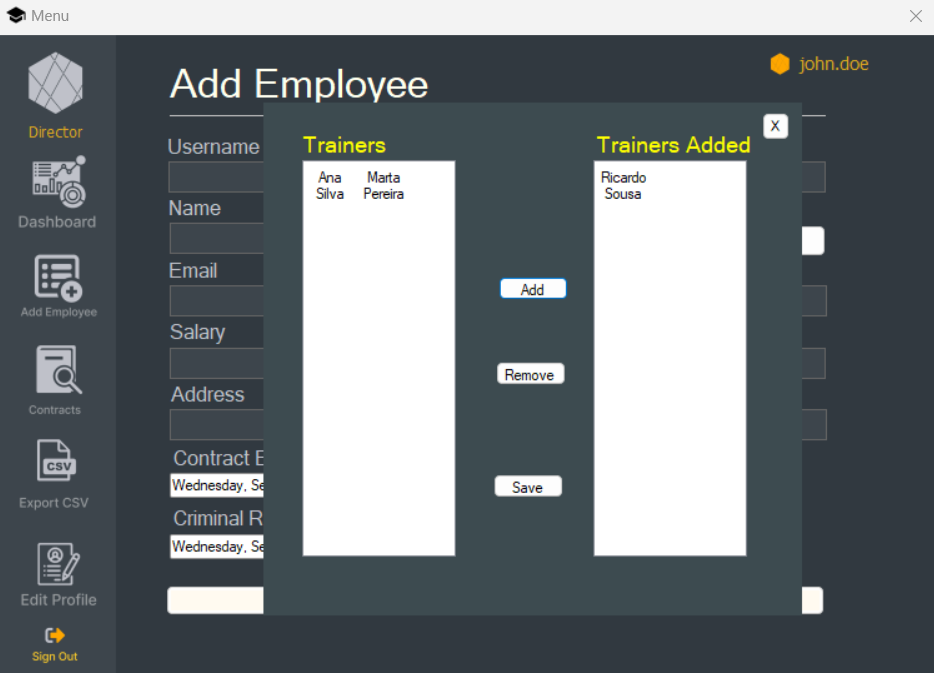 Menu
john.doe
Add Employee
Director
Dashboard
Add Employee
Contracts
CSV
Export CSV
Edit Profile
Sign Out
Username
Name
Email
Salary
Address
Contract E
Wednesday, Se
Criminal R
Wednesday, Se
X
Trainers
Ana Marta
Silva Pereira
Add
Remove
Save
Trainers Added
Ricardo
Sousa